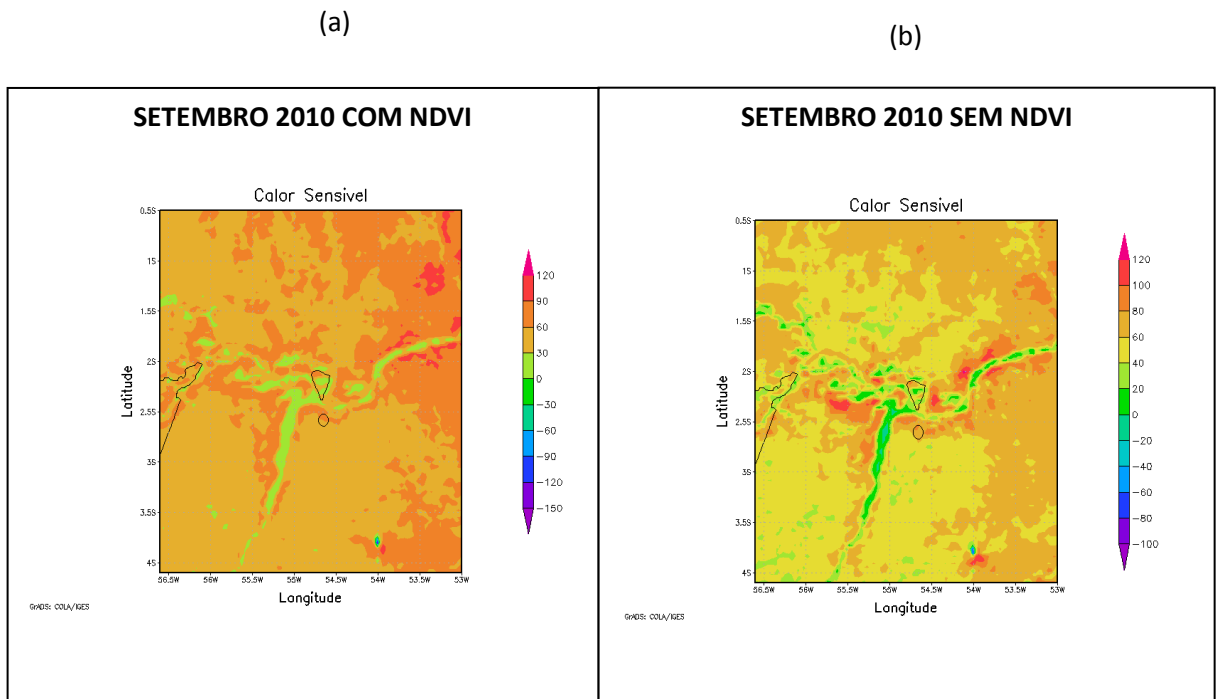 (a)
(b)
SETEMBRO 2010 COM NDVI
SETEMBRO 2010 SEM NDVI
Calor Sensivel
0.5S
1S
1.5S
2S
2.5S
3S
3.5S
4S
Latitude
56.5W 56W 55.5W 55W 54.5W 54W 53.5W 53W
Longitude
120
90
60
30
0
−30
−60
−90
−120
−150
GrADS: COLA/IGES
Calor Sensivel
0.5S
1S
1.5S
2S
2.5S
3S
3.5S
4S
Latitude
56.5W 56W 55.5W 55W 54.5W 54W 53.5W 53W
Longitude
120
100
80
60
40
20
0
−20
−40
−60
−80
−100
GrADS: COLA/IGES